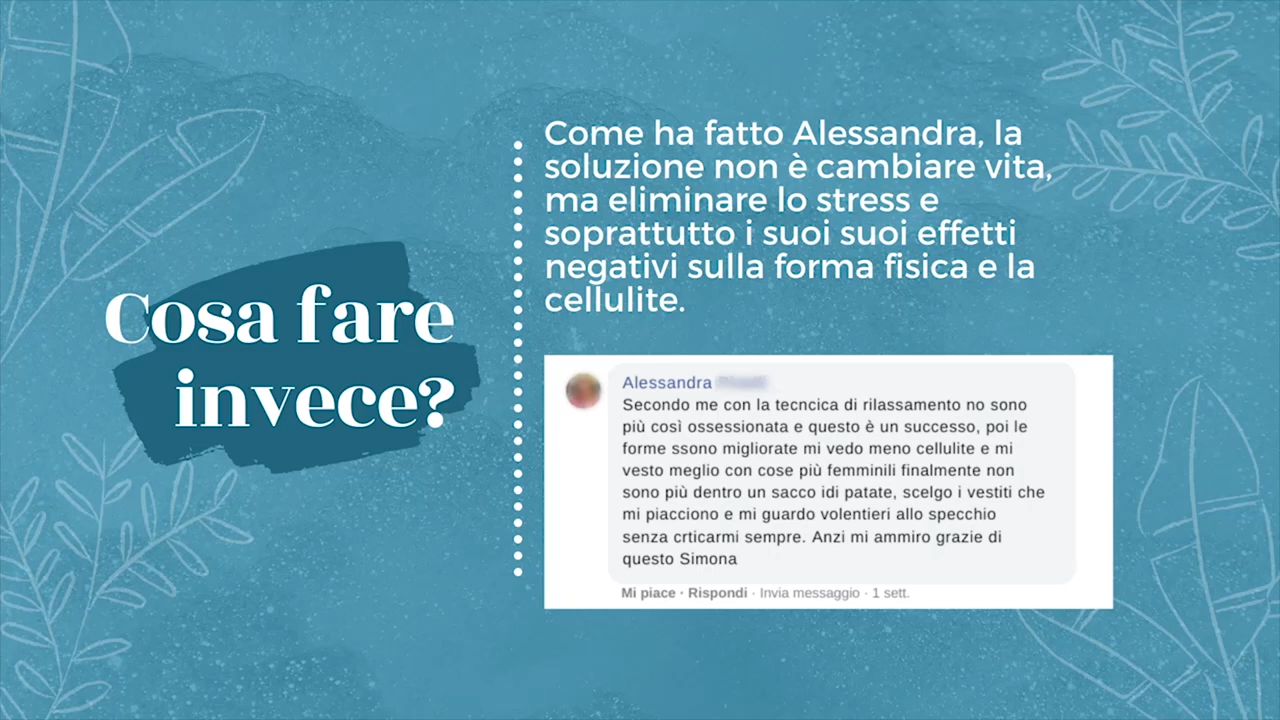 Cosa fare
invece?
Come ha fatto Alessandra, la
soluzione non è cambiare vita,
ma eliminare lo stress e
soprattutto i suoi suoi effetti
negativi sulla forma fisica e la
cellulite.
Alessandra
Secondo me con la tecncica di rilassamento no sono
più così ossessionata e questo è un successo, poi le
forme ssono migliorate mi vedo meno cellulite e mi
vesto meglio con cose più femminili finalmente non
sono più dentro un sacco idi patate, scelgo i vestiti che
mi piacciono e mi guardo volentieri allo specchio
senza crticarmi sempre. Anzi mi ammiro grazie di
questo Simona
Mi piace · Rispondi · Invia messaggio · 1 sett.